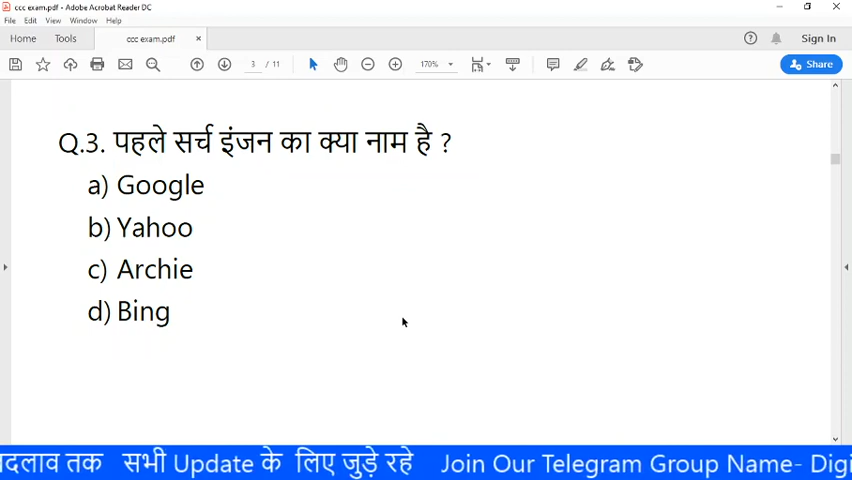 ccc exam.pdf - Adobe Acrobat Reader DC
File Edit View Window Help
Home Tools ccc exam.pdf × Sign In
3 / 11 170% Share
Q.3. पहले सर्च इंजन का क्या नाम है ?
a) Google
b) Yahoo
c) Archie
d) Bing
सभी Update के लिए जुड़े रहे Join Our Telegram Group Name- Digi